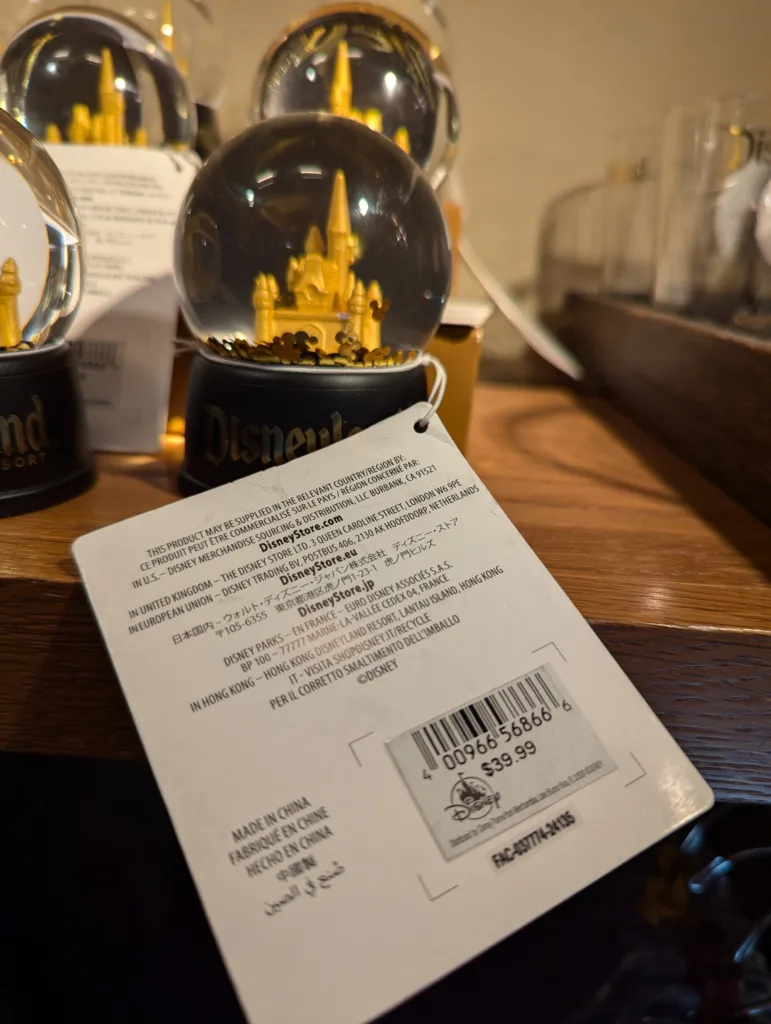 Disneyl
nd
SORT
Dis
THIS PRODUCT MAY BE SUPPLIED IN THE RELEVANT COUNTRY/REGION BY:
CE PRODUIT PEUT ÊTRE COMMERCIALISÉ SUR LE PAYS / RÉGION CONCERNÉ PAR:
IN U.S. – DISNEY MERCHANDISE SOURCING & DISTRIBUTION, LLC BURBANK, CA 91521
DisneyStore.com
IN UNITED KINGDOM – THE DISNEY STORE LTD. 3 QUEEN CAROLINE STREET, LONDON W6 9PE
IN EUROPEAN UNION – DISNEY TRADING BV, POSTBUS 406, 2130 AK HOOFDDORP, NETHERLANDS
DisneyStore.eu
日本国内 – ウォルト・ディズニー・ジャパン株式会社 ディズニーストア
〒105-6355 東京都港区虎ノ門1-23-1 虎ノ門ヒルズ
DisneyStore.jp
DISNEY PARKS – EN FRANCE – EURO DISNEY ASSOCIÉS S.A.S.
BP 100 – 77777 MARNE-LA-VALLÉE CEDEX 04, FRANCE
IN HONG KONG – HONG KONG DISNEYLAND RESORT, LANTAU ISLAND, HONG KONG
IT - VISITA SHOPDISNEY.IT/RECYCLE
PER IL CORRETTO SMALTIMENTO DELL'IMBALLO
©DISNEY
4 00966 56866 6
$39.99
Disney
FAC-037774-24135
MADE IN CHINA
FABRIQUÉ EN CHINE
HECHO EN CHINA
中國製
صنع في الصين